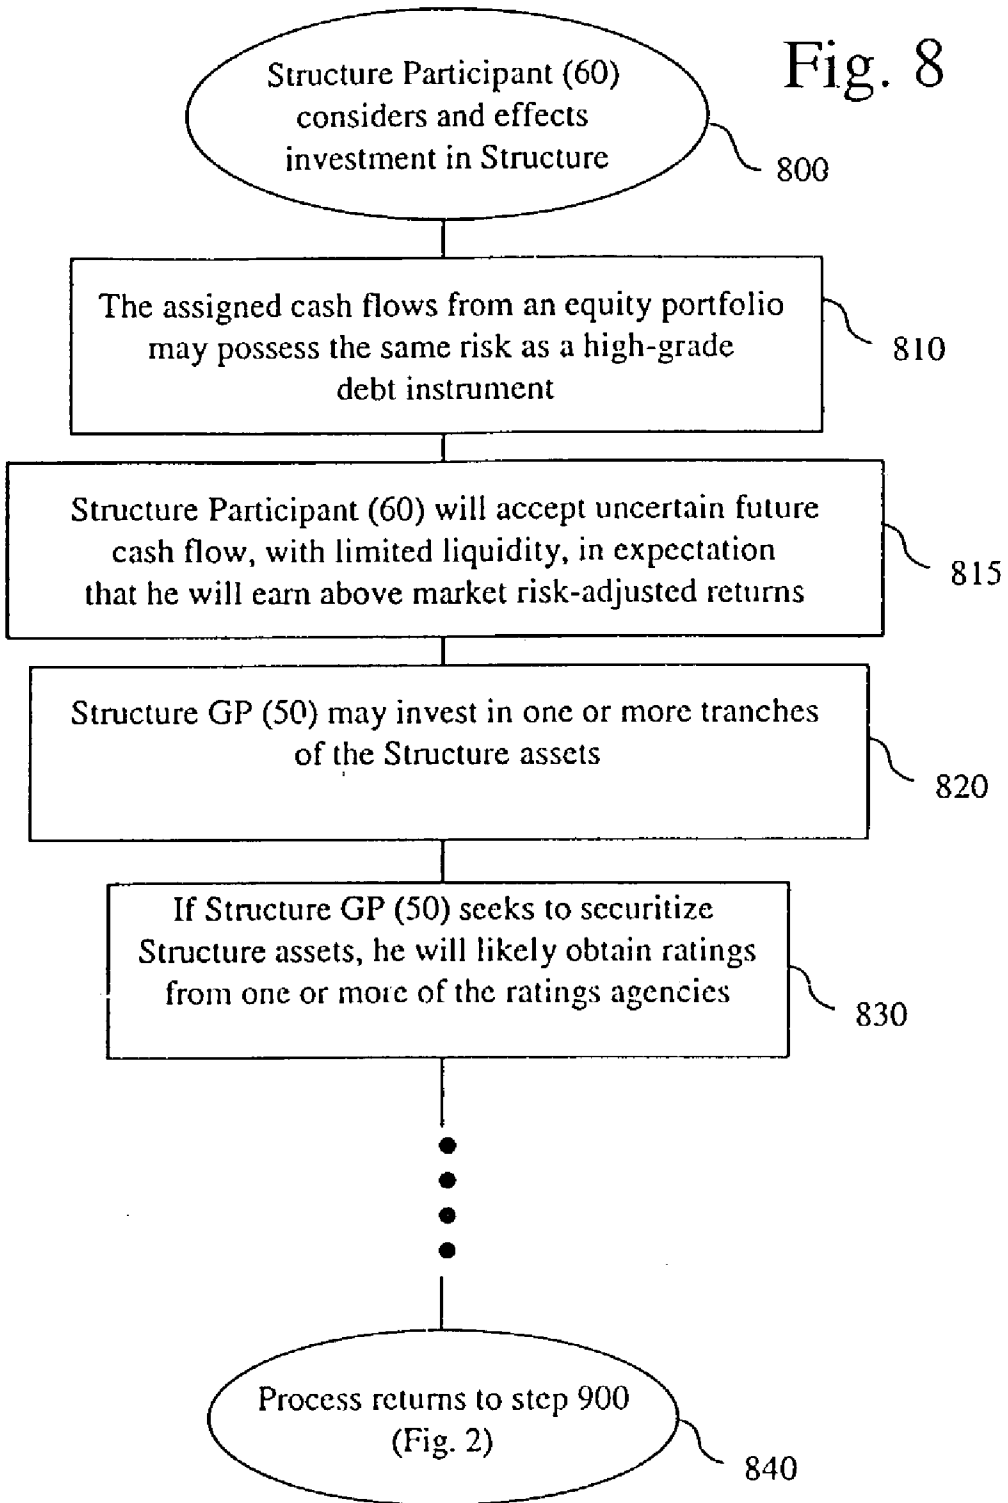 Fig. 8
Structure Participant (60)
considers and effects
investment in Structure
800
The assigned cash flows from an equity portfolio
may possess the same risk as a high-grade
debt instrument
810
Structure Participant (60) will accept uncertain future
cash flow, with limited liquidity, in expectation
that he will earn above market risk-adjusted returns
815
Structure GP (50) may invest in one or more tranches
of the Structure assets
820
If Structure GP (50) seeks to securitize
Structure assets, he will likely obtain ratings
from one or more of the ratings agencies
830
Process returns to step 900
(Fig. 2)
840